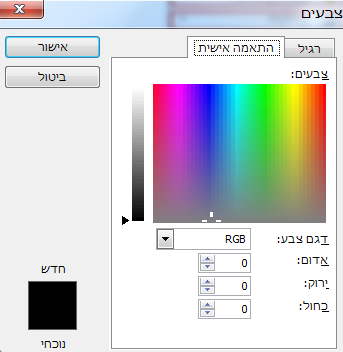 צבעים
רגיל
התאמה אישית
אישור
ביטול
צבעים:
דגם צבע:
RGB
אדום:
0
ירוק:
0
כחול:
0
חדש
נוכחי